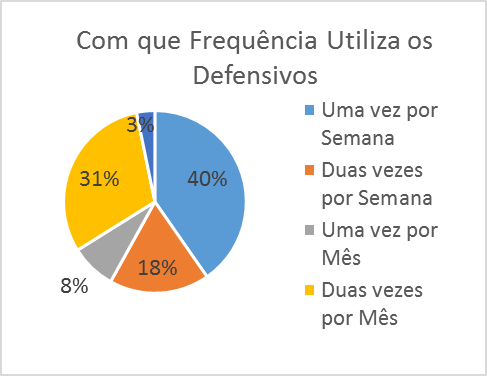 Com que Frequência Utiliza os
Defensivos
3%
40%
31%
18%
8%
Uma vez por
Semana
Duas vezes
por Semana
Uma vez por
Mês
Duas vezes
por Mês